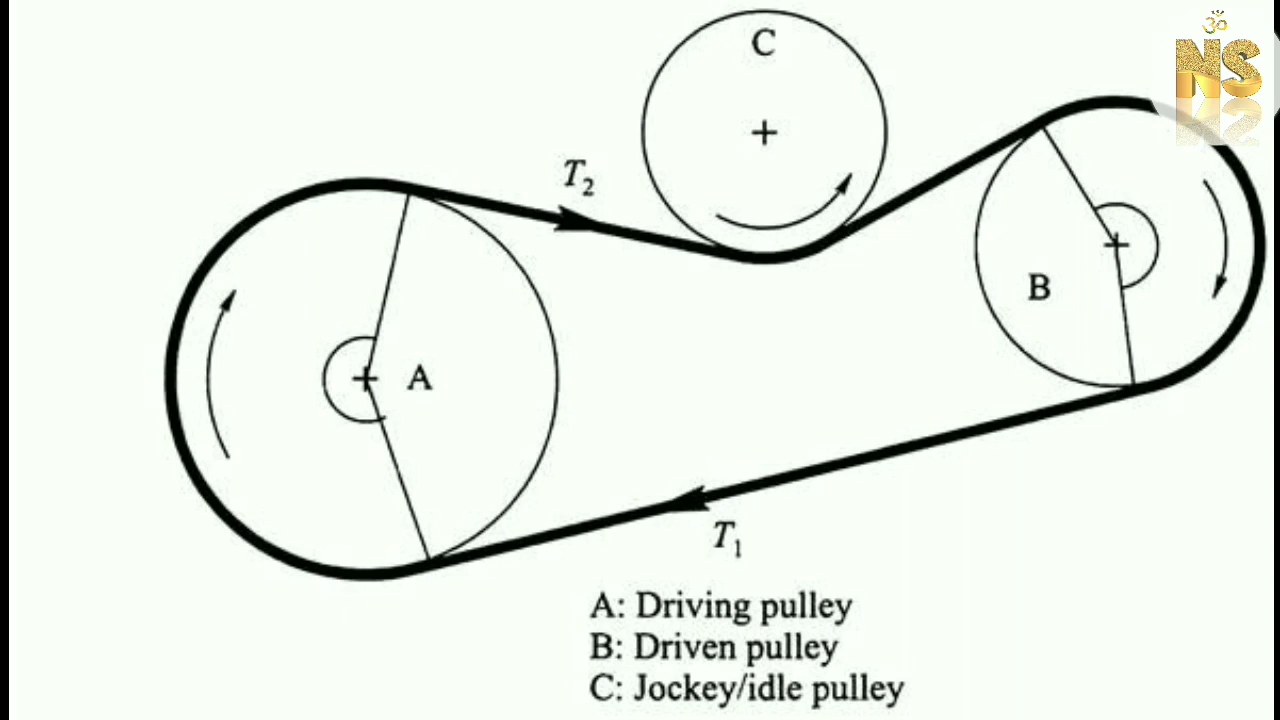 C
ॐ
NS
T₂
B
A
T₁
A: Driving pulley
B: Driven pulley
C: Jockey/idle pulley